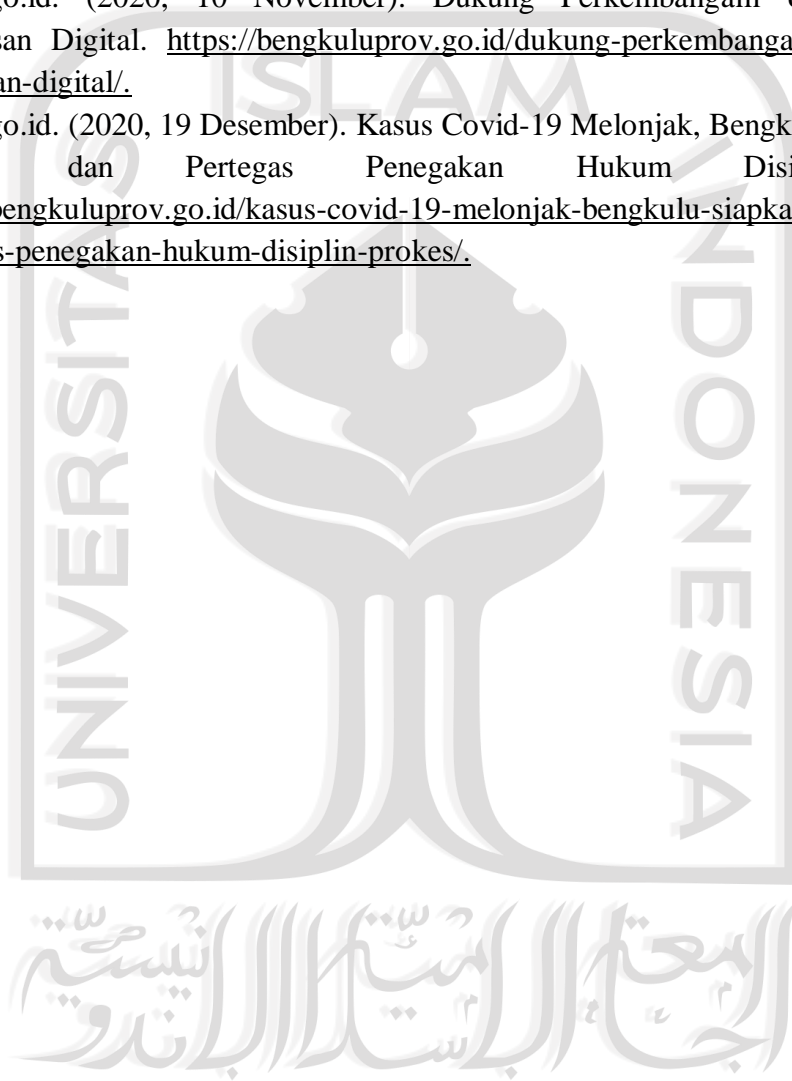 go.id. (2020, 10 November). Dukung Perkembangam
san Digital. https://bengkuluprov.go.id/dukung-perkembanga
an-digital/.
go.id. (2020, 19 Desember). Kasus Covid-19 Melonjak, Bengk
dan Pertegas Penegakan Hukum Disi
bengkuluprov.go.id/kasus-covid-19-melonjak-bengkulu-siapka
s-penegakan-hukum-disiplin-prokes/.
ISLAM
UNIVERSITAS
INDONESIA